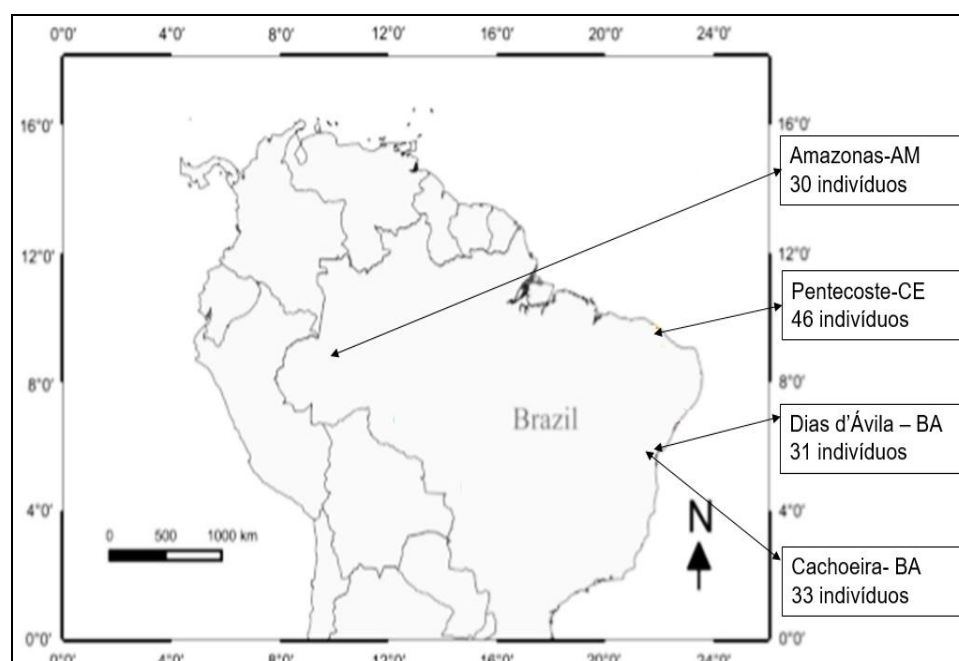 0°0' 4°0' 8°0' 16°0' 20°0' 24°0'
16°0' 16°0'
Amazonas-AM
30 indivíduos
12°0' 12°0'
Pentecoste-CE
46 indivíduos
8°0' 8°0'
Brazil
Dias d'Ávila – BA
31 indivíduos
4°0' 4°0'
N
0 500 1000 km
Cachoeira- BA
33 indivíduos
0°0' 0°0'
0°0' 4°0' 8°0' 12°0' 16°0' 20°0' 24°0'